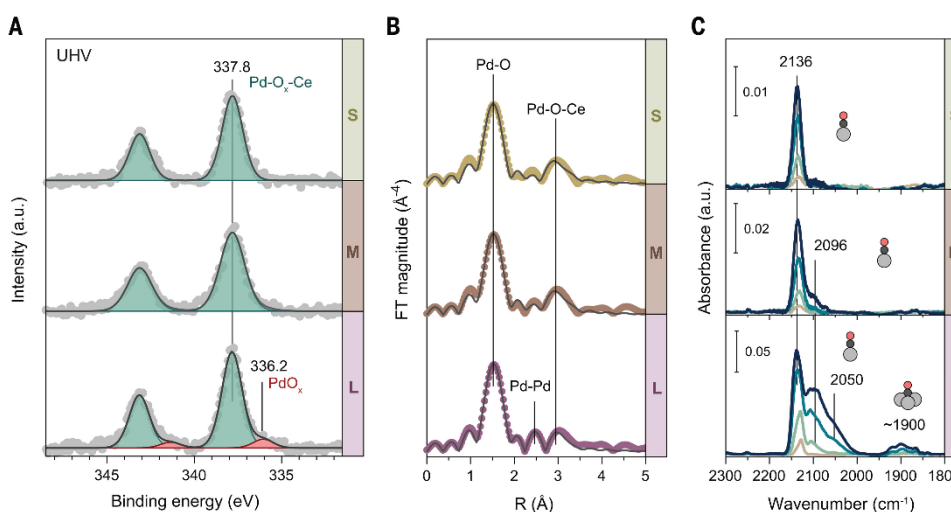 A
UHV
337.8
Pd-Oₓ-Ce
S
M
336.2
PdOₓ
L
Intensity (a.u.)
345
340
335
Binding energy (eV)
B
Pd-O
Pd-O-Ce
S
M
Pd-Pd
L
FT magnitude (Å⁻⁴)
0
1
2
3
4
5
R (Å)
C
2136
0.01
0.02
2096
0.05
2050
~1900
Absorbance (a.u.)
2300
2200
2100
2000
1900
Wavenumber (cm⁻¹)